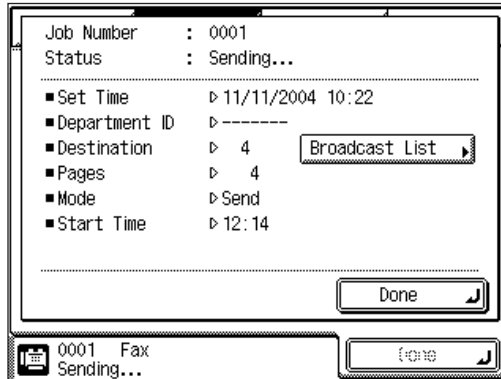 Job Number : 0001
Status : Sending...
Set Time 11/11/2004 10:22
Department ID -------
Destination 4 Broadcast List
Pages 4
Mode Send
Start Time 12:14
Done
0001 Fax
Sending...
Done